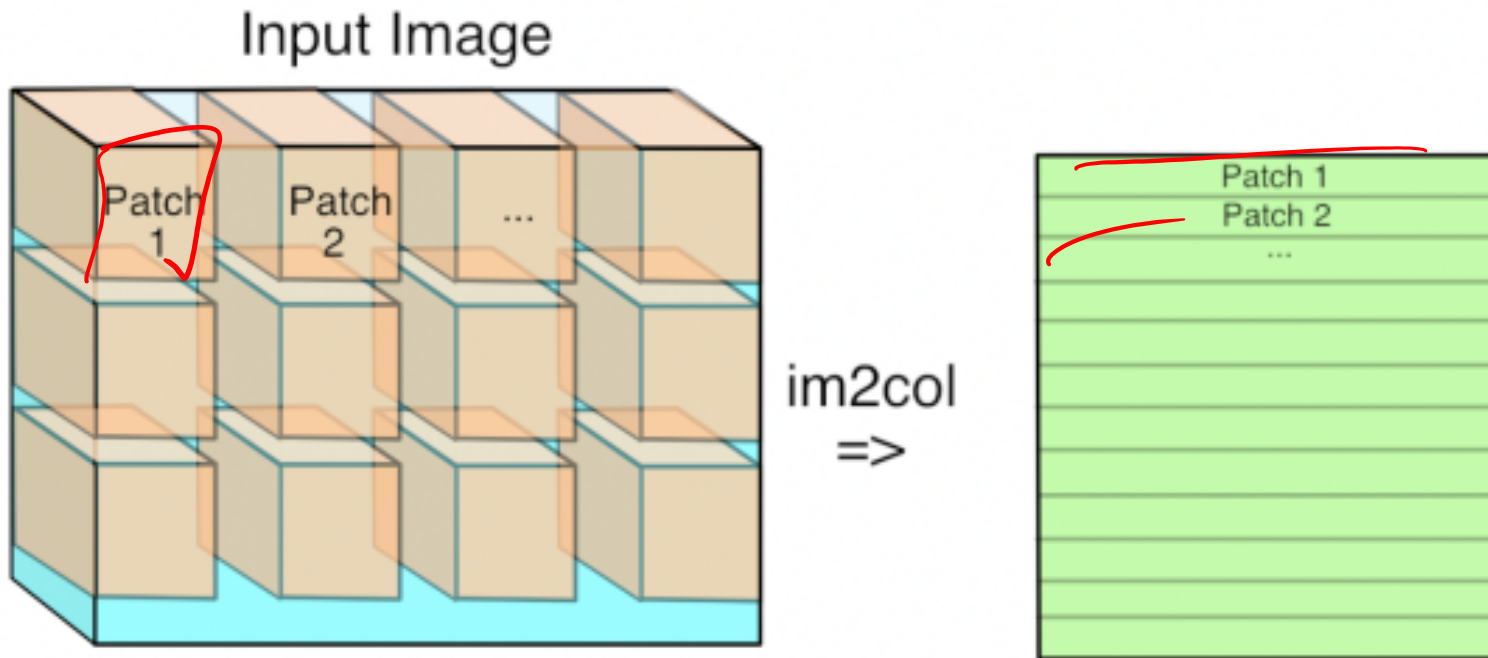 Input Image
Patch
1
Patch
2
...
im2col
=>
Patch 1
Patch 2
...